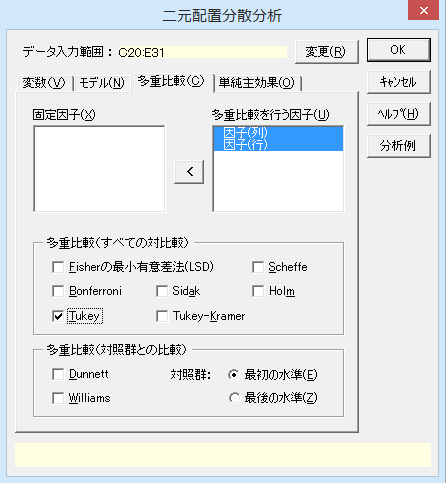 二元配置分散分析
データ入力範囲： C20:E31
変更(R)
OK
キャンセル
ヘルプ(H)
分析例
変数(V) モデル(N) 多重比較(C) 単純主効果(O)
固定因子(X)
多重比較を行う因子(U)
因子(列)
因子(行)
<
多重比較(すべての対比較)
Fisherの最小有意差法(LSD) Scheffe
Bonferroni Sidak Holm
Tukey Tukey-Kramer
多重比較(対照群との比較)
Dunnett 対照群: 最初の水準(E)
Williams 最後の水準(Z)